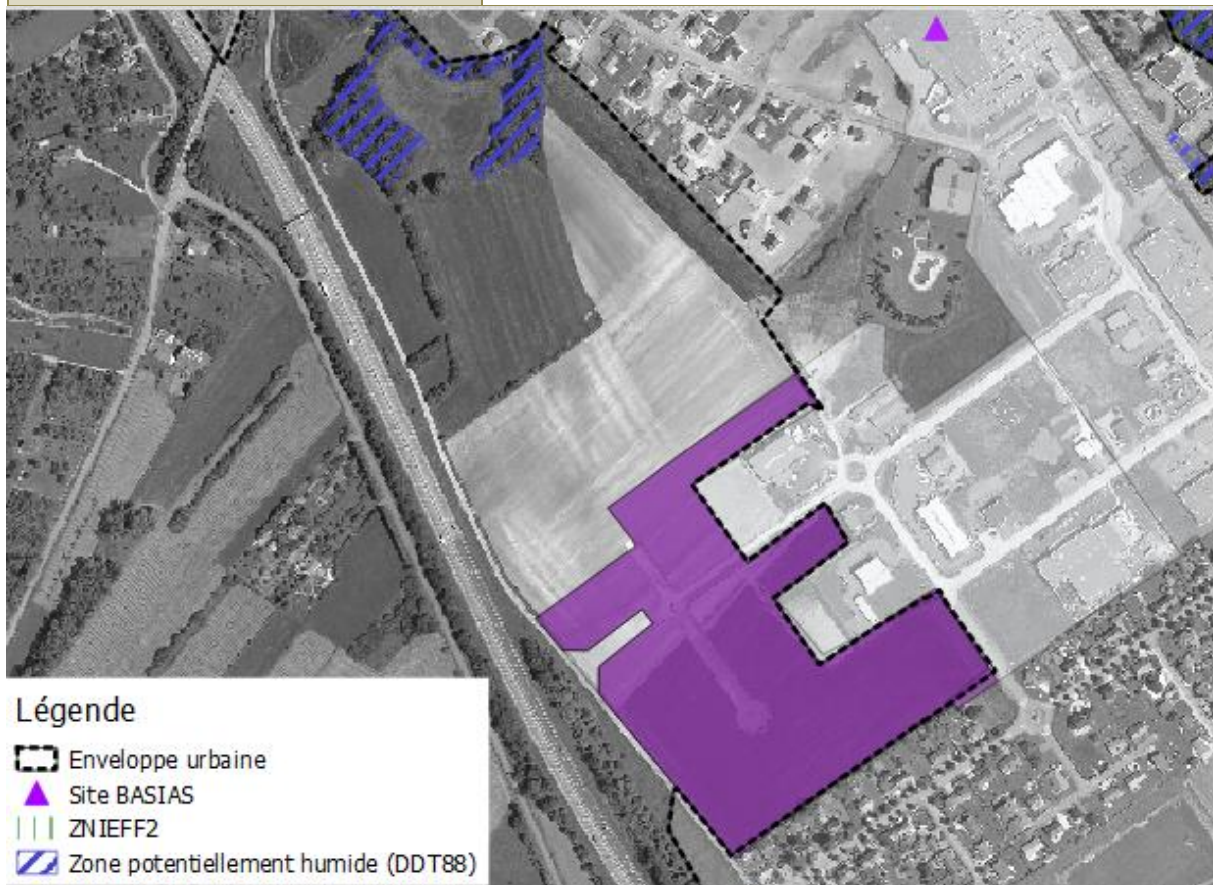 Légende
Enveloppe urbaine
Site BASIAS
ZNIEFF2
Zone potentiellement humide (DDT88)